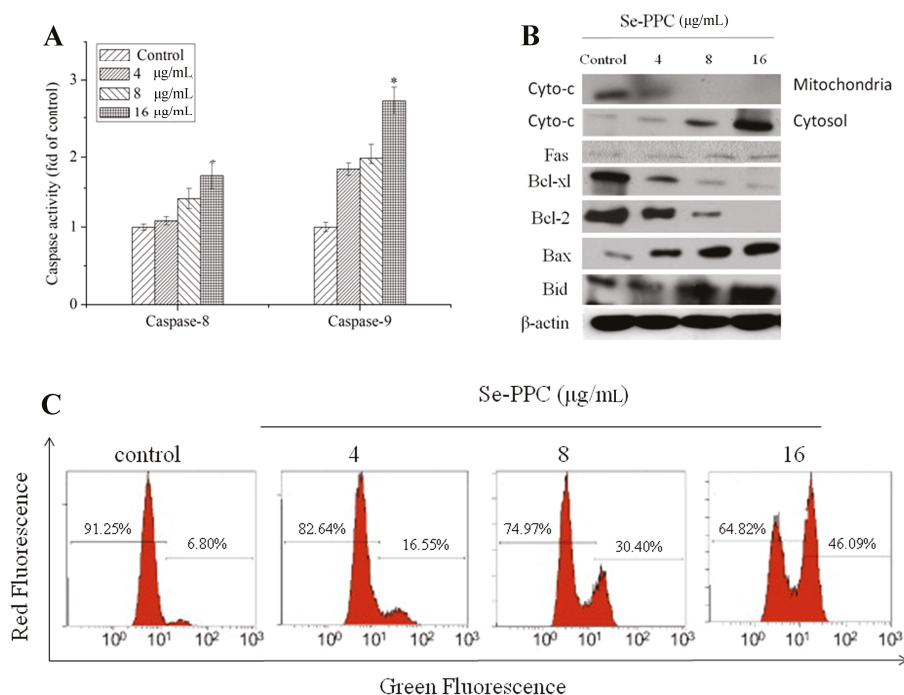 A
Control
4 μg/mL
8 μg/mL
16 μg/mL
Caspase activity (fld of control)
3
2
1
0
*
*
Caspase-8
Caspase-9
B
Se-PPC (μg/mL)
Control 4 8 16
Cyto-c Mitochondria
Cyto-c Cytosol
Fas
Bcl-xl
Bcl-2
Bax
Bid
β-actin
C
Se-PPC (μg/mL)
control 4 8 16
Red Fluorescence
91.25% 6.80%
82.64% 16.55%
74.97% 30.40%
64.82% 46.09%
10⁰ 10¹ 10² 10³
10⁰ 10¹ 10² 10³
10⁰ 10¹ 10² 10³
10⁰ 10¹ 10² 10³
Green Fluorescence